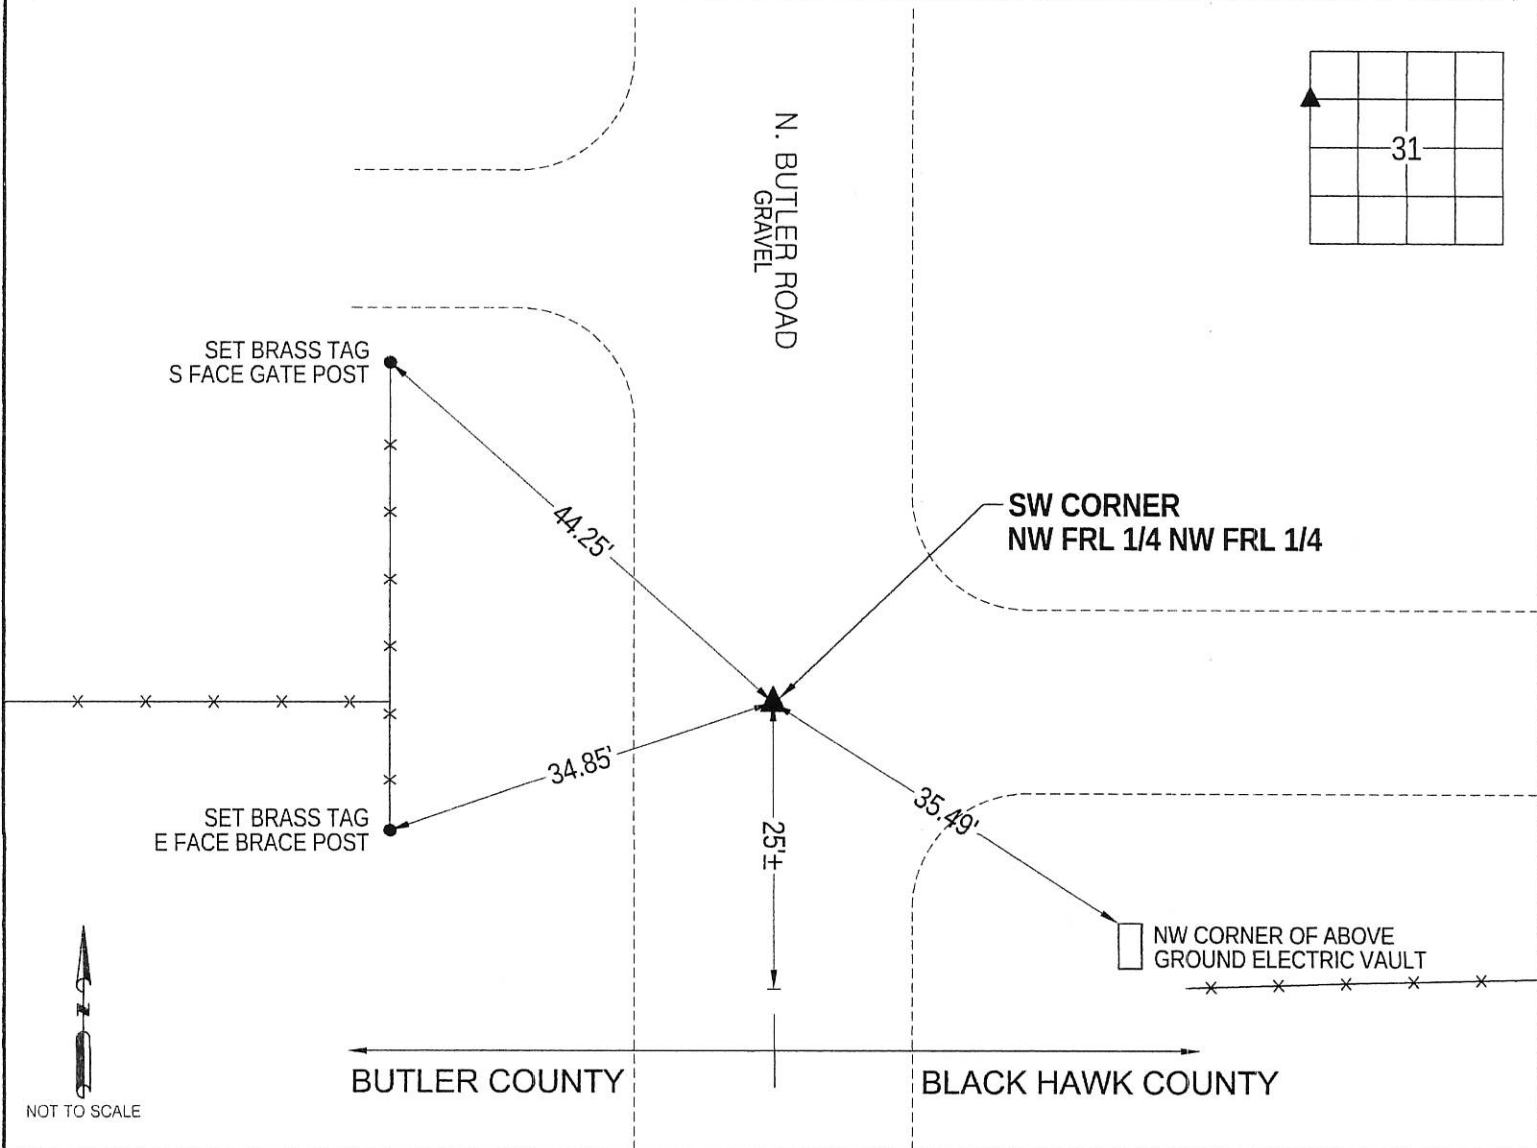 N. BUTLER ROAD
GRAVEL
31
SET BRASS TAG
S FACE GATE POST
44.25'
SW CORNER
NW FRL 1/4 NW FRL 1/4
34.85'
35.49'
25'±
SET BRASS TAG
E FACE BRACE POST
NW CORNER OF ABOVE
GROUND ELECTRIC VAULT
N
NOT TO SCALE
BUTLER COUNTY
BLACK HAWK COUNTY